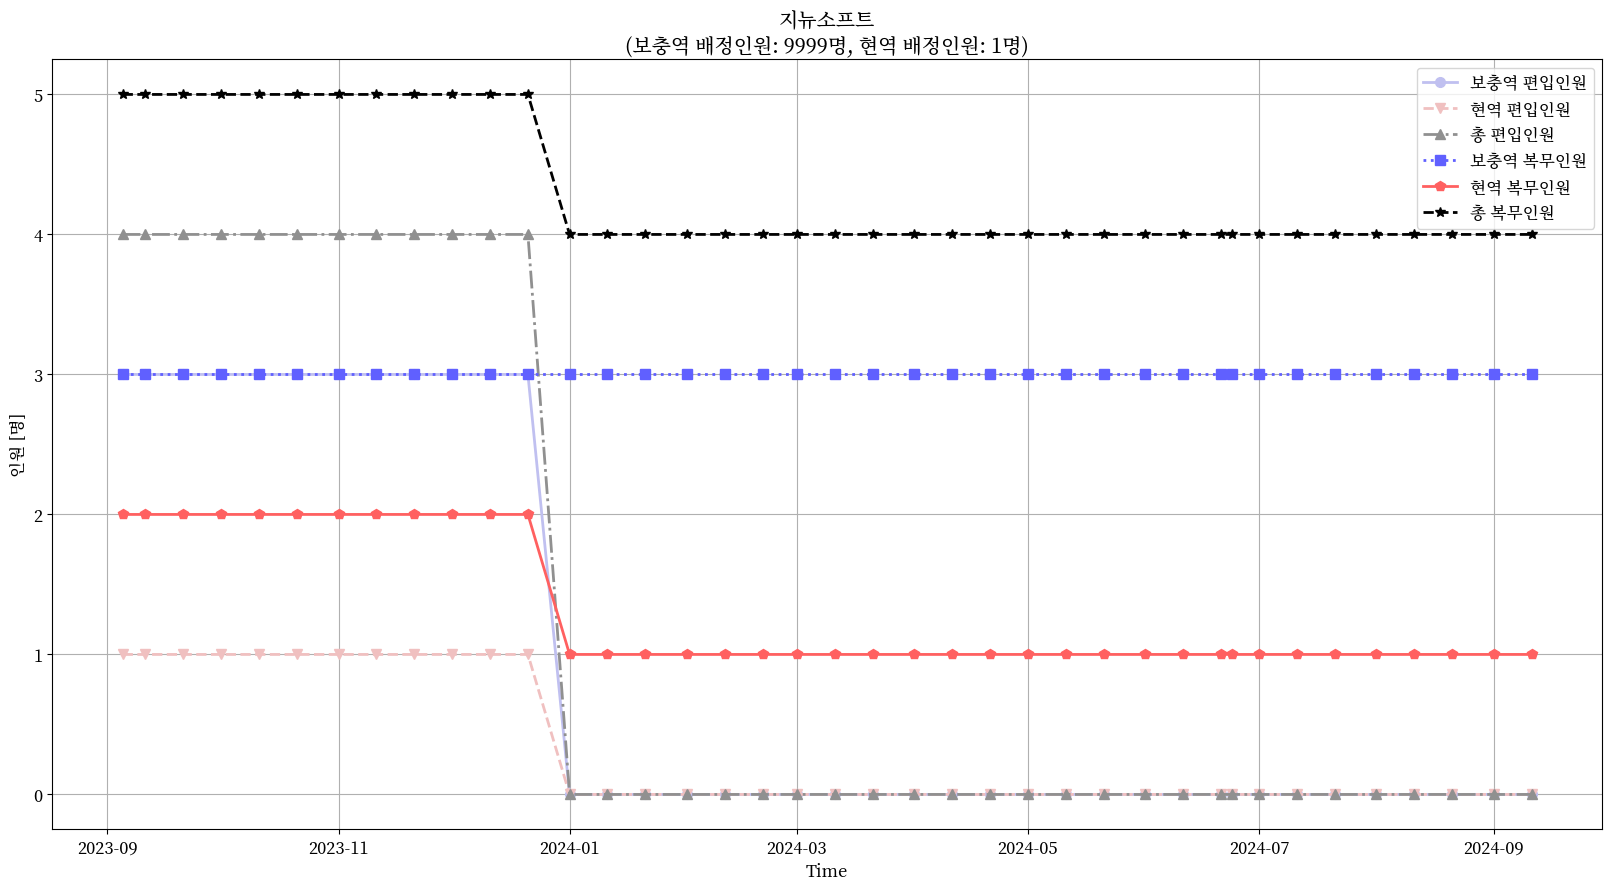 지뉴소프트
(보충역 배정인원: 9999명, 현역 배정인원: 1명)
보충역 편입인원
현역 편입인원
총 편입인원
보충역 복무인원
현역 복무인원
총 복무인원
인원 [명]
5
4
3
2
1
0
2023-09
2023-11
2024-01
2024-03
2024-05
2024-07
2024-09
Time